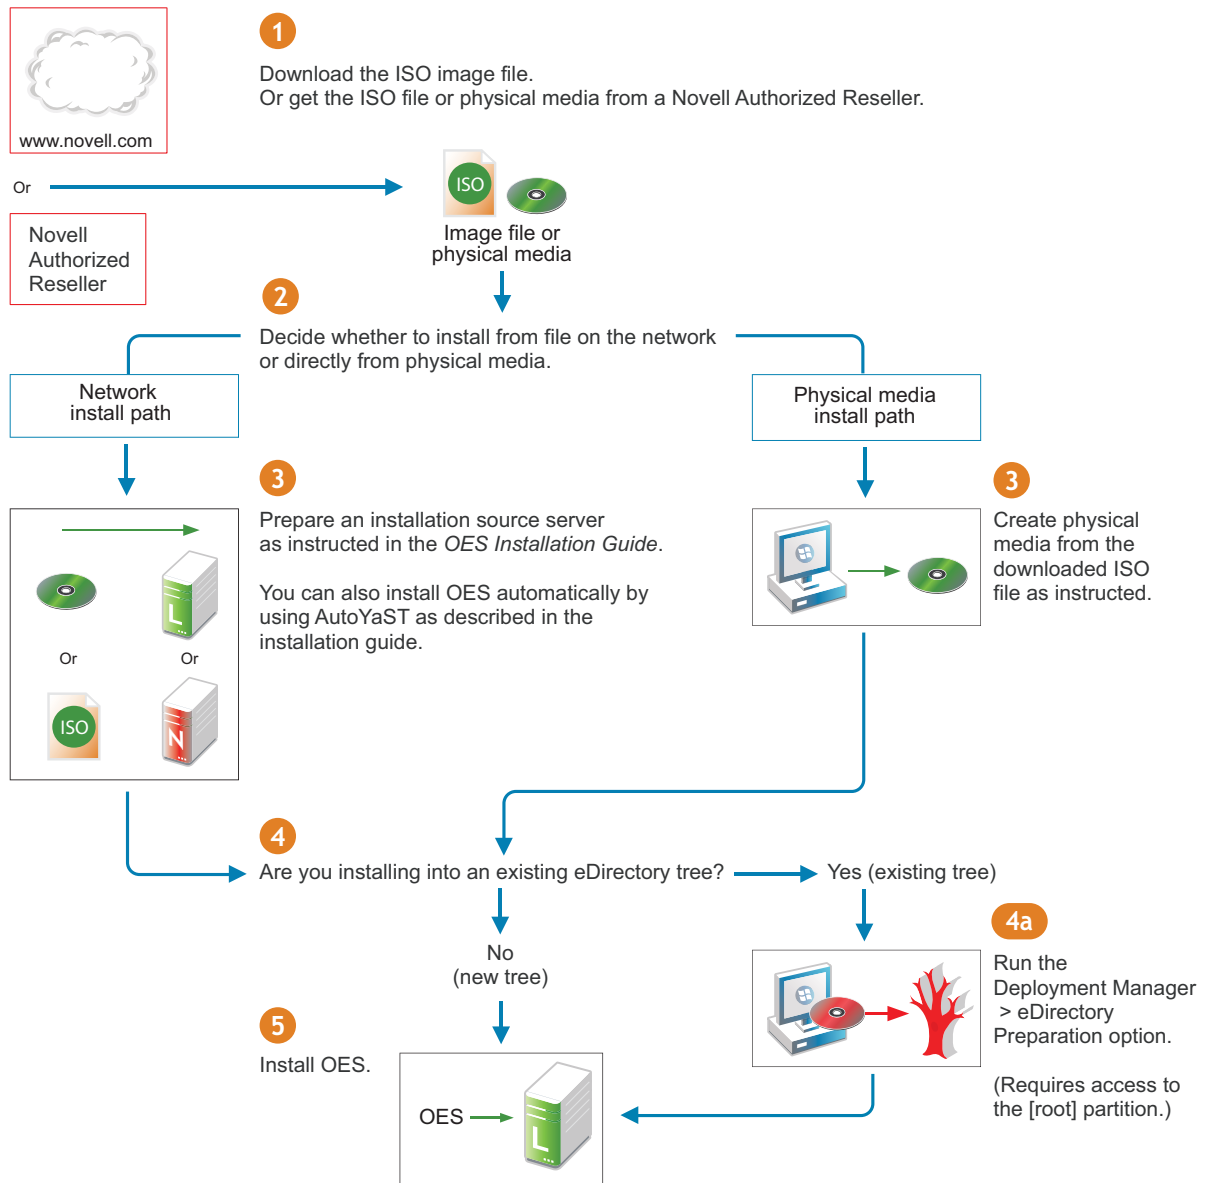 1
Download the ISO image file.
Or get the ISO file or physical media from a Novell Authorized Reseller.
www.novell.com
Or
Novell
Authorized
Reseller
ISO
Image file or
physical media
2
Decide whether to install from file on the network
or directly from physical media.
Network
install path
Physical media
install path
3
Prepare an installation source server
as instructed in the OES Installation Guide.
You can also install OES automatically by
using AutoYaST as described in the
installation guide.
L
Or
Or
ISO
N
3
Create physical
media from the
downloaded ISO
file as instructed.
4
Are you installing into an existing eDirectory tree?
Yes (existing tree)
No
(new tree)
4a
Run the
Deployment Manager
> eDirectory
Preparation option.
(Requires access to
the [root] partition.)
5
Install OES.
OES
L